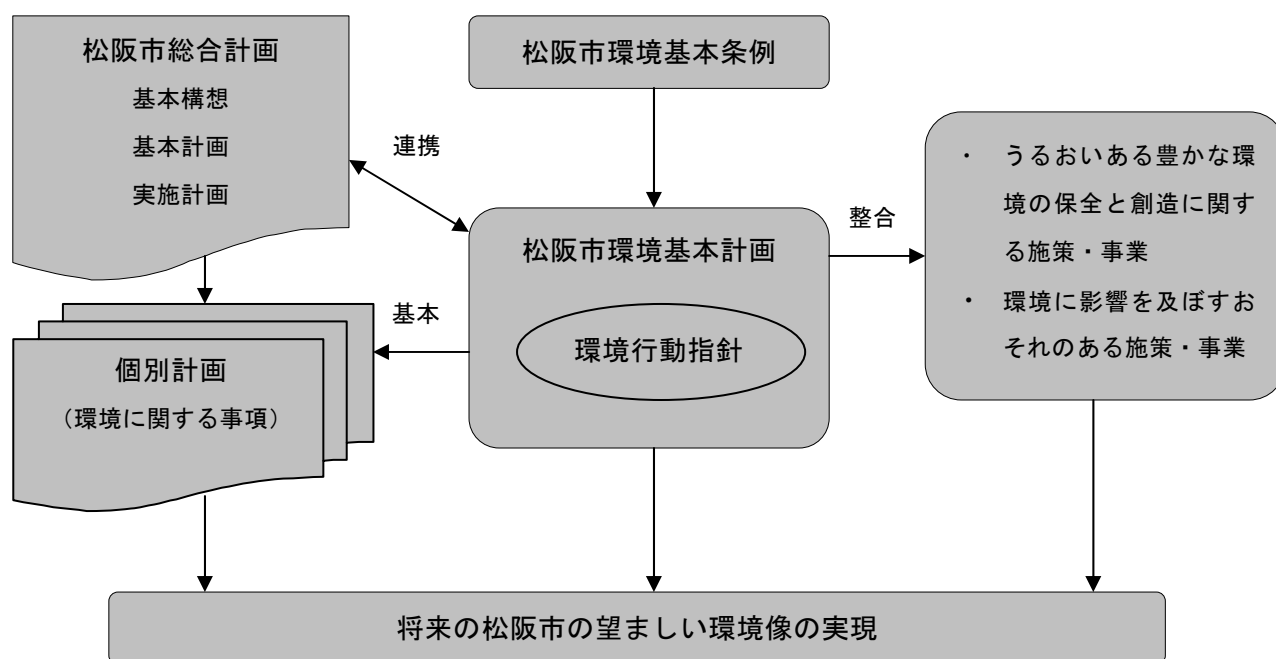 松阪市総合計画
基本構想
基本計画
実施計画
松阪市環境基本条例
連携
松阪市環境基本計画
環境行動指針
整合
・ うるおいある豊かな環
境の保全と創造に関す
る施策・事業
・ 環境に影響を及ぼすお
それのある施策・事業
基本
個別計画
（環境に関する事項）
将来の松阪市の望ましい環境像の実現